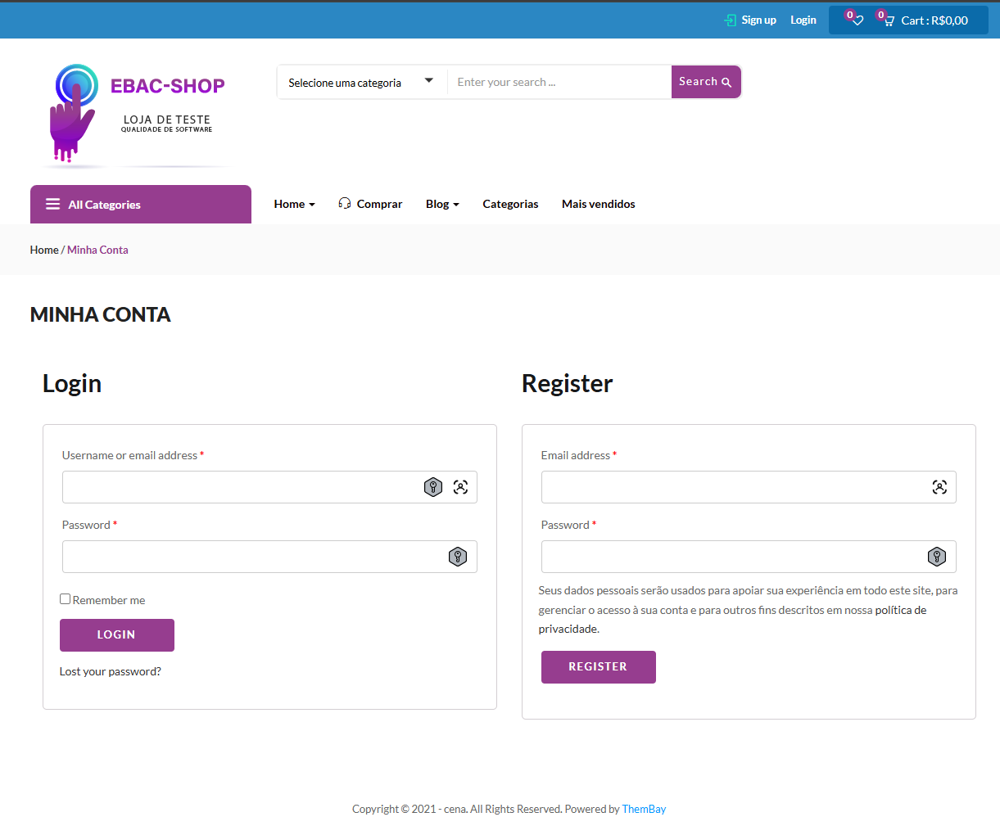 Sign up Login 0 0 Cart : R$0,00
EBAC-SHOP
LOJA DE TESTE
QUALIDADE DE SOFTWARE
Selecione uma categoria Enter your search ... Search
All Categories Home Comprar Blog Categorias Mais vendidos
Home / Minha Conta
MINHA CONTA
Login
Username or email address *
Password *
Remember me
LOGIN
Lost your password?
Register
Email address *
Password *
Seus dados pessoais serão usados para apoiar sua experiência em todo este site, para
gerenciar o acesso à sua conta e para outros fins descritos em nossa política de
privacidade.
REGISTER
Copyright © 2021 - cena. All Rights Reserved. Powered by ThemBay